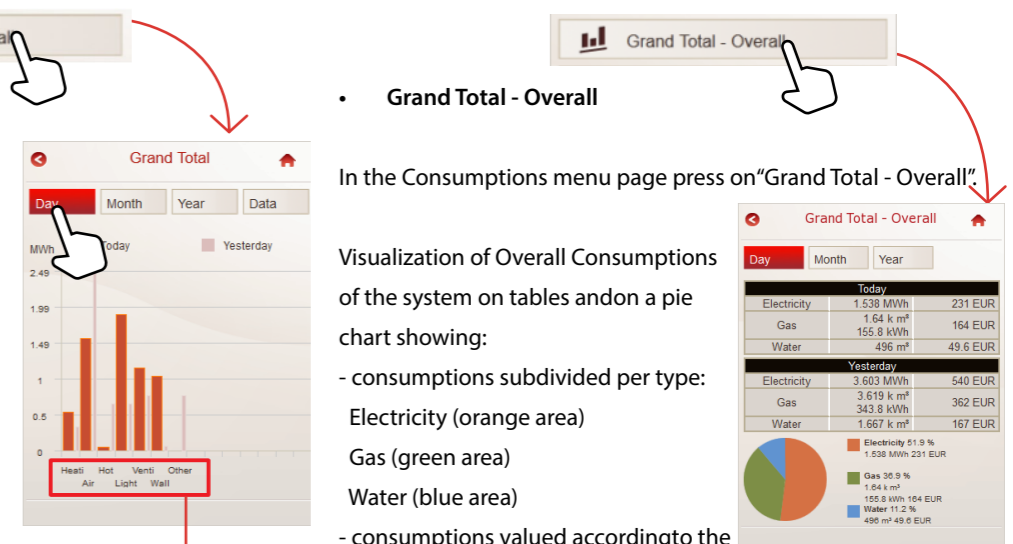 al
Grand Total - Overall
• Grand Total - Overall
In the Consumptions menu page press on“Grand Total - Overall”.
Visualization of Overall Consumptions
of the system on tables andon a pie
chart showing:
- consumptions subdivided per type:
Electricity (orange area)
Gas (green area)
Water (blue area)
- consumptions valued accordingto the
Grand Total
Day Month Year Data
MWh Today Yesterday
2.49
1.99
1.49
1
0.5
0
Heati Hot Venti Other
Air Light Wall
Grand Total - Overall
Day Month Year
Today
Electricity 1.538 MWh 231 EUR
Gas 1.64 k m³ 155.8 kWh 164 EUR
Water 496 m³ 49.6 EUR
Yesterday
Electricity 3.603 MWh 540 EUR
Gas 3.619 k m³ 343.8 kWh 362 EUR
Water 1.667 k m³ 167 EUR
Electricity 51.9 %
1.538 MWh 231 EUR
Gas 36.9 %
1.64 k m³
155.8 kWh 164 EUR
Water 11.2 %
496 m³ 49.6 EUR